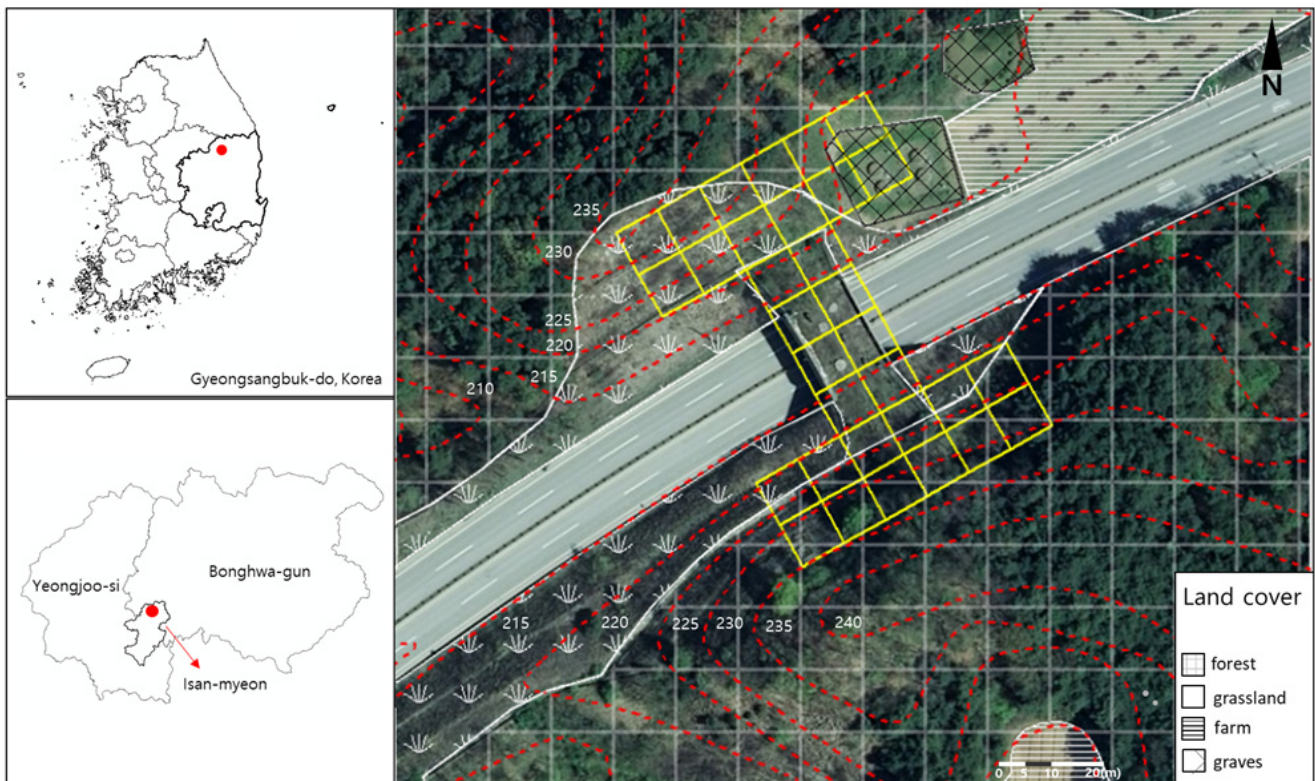 Gyeongsangbuk-do, Korea
Yeongjoo-si
Bonghwa-gun
Isan-myeon
N
235
230
225
220
215
210
215
220
225
230
235
240
Land cover
forest
grassland
farm
graves
0 5 10 20(m)